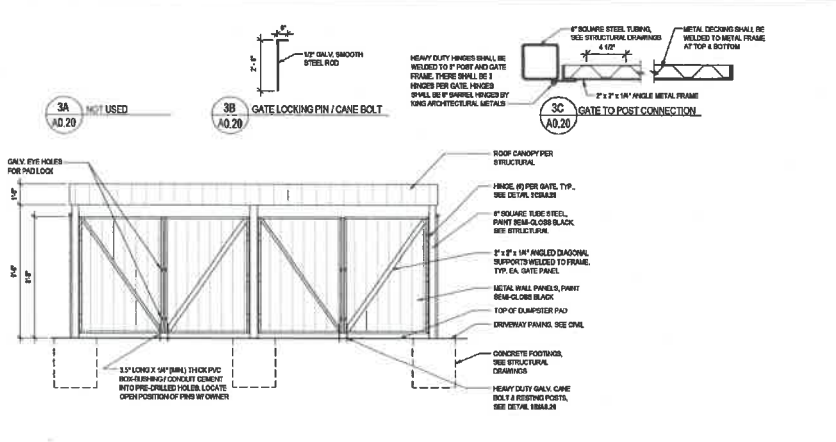 6"
2' - 6"
1/2" GALV. SMOOTH
STEEL ROD
3A
A0.20
NOT USED
3B
A0.20
GATE LOCKING PIN / CANE BOLT
6" SQUARE STEEL TUBING,
SEE STRUCTURAL DRAWINGS
4 1/2"
METAL DECKING SHALL BE
WELDED TO METAL FRAME
AT TOP & BOTTOM
HEAVY DUTY HINGES SHALL BE
WELDED TO POST AND GATE
FRAME. THERE SHALL BE
HINGES PER GATE. HINGES
SHALL BE BARREL HINGES BY
KING ARCHITECTURAL METALS
2" x 2" x 1/4" ANGLE METAL FRAME
3C
A0.20
GATE TO POST CONNECTION
GALV. EYE HOLES
FOR PAD LOCK
ROOF CANOPY PER
STRUCTURAL
HINGE, PER GATE, TYP.,
SEE DETAIL
6" SQUARE TUBE STEEL,
PAINT SEMI-GLOSS BLACK,
SEE STRUCTURAL
2" x 2" x 1/4" ANGLED DIAGONAL
SUPPORTS WELDED TO FRAME,
TYP. EA. GATE PANEL
METAL WALL PANELS, PAINT
SEMI-GLOSS BLACK
TOP OF DUMPSTER PAD
DRIVEWAY PAVING, SEE CIVIL
CONCRETE FOOTINGS,
SEE STRUCTURAL
DRAWINGS
HEAVY DUTY GALV. CANE
BOLT & RESTING POSTS,
SEE DETAIL
3.5" LONG X 1/4" (MIN.) THICK PVC
BOX-BUSHING / CONDUIT CEMENT
INTO PRE-DRILLED HOLES. LOCATE
OPEN POSITION OF PINS W/ OWNER